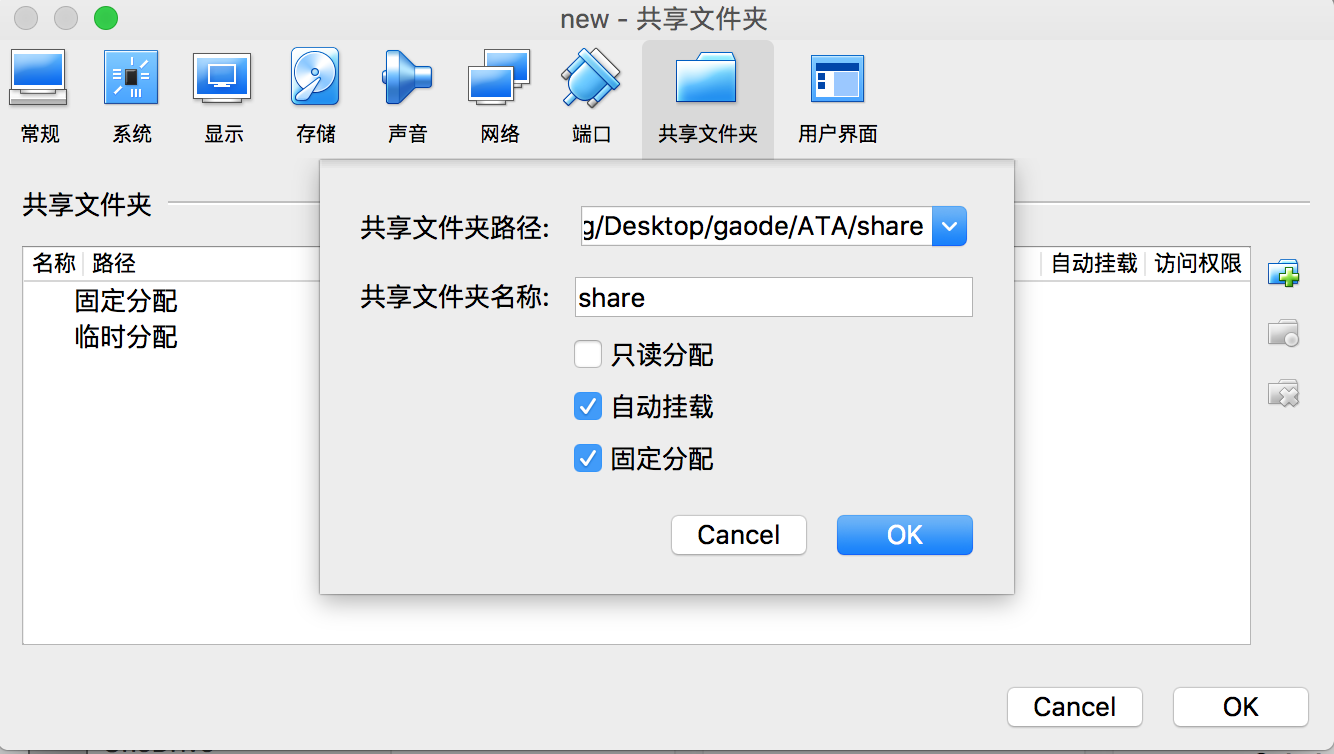 new - 共享文件夹
常规 系统 显示 存储 声音 网络 端口 共享文件夹 用户界面
共享文件夹
名称 路径 自动挂载 访问权限
固定分配
临时分配
共享文件夹路径: g/Desktop/gaode/ATA/share
共享文件夹名称: share
只读分配
自动挂载
固定分配
Cancel OK
Cancel OK